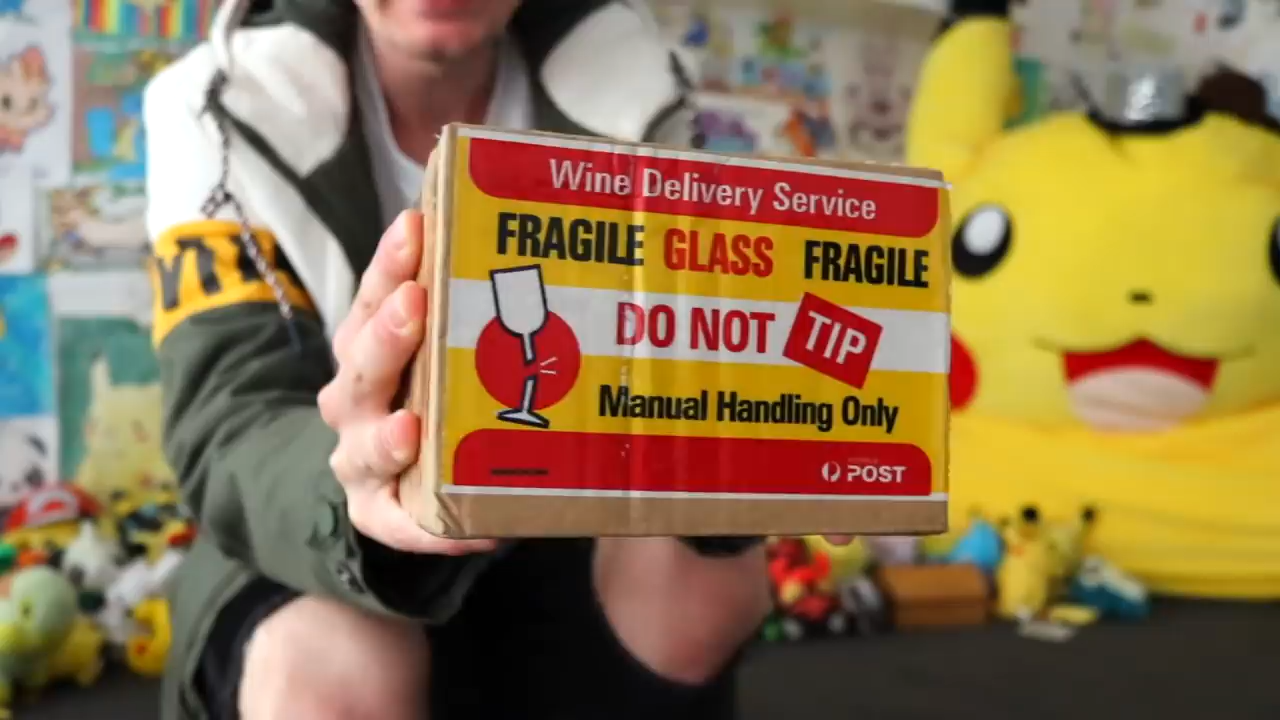 Wine Delivery Service
FRAGILE GLASS FRAGILE
DO NOT TIP
Manual Handling Only
POST